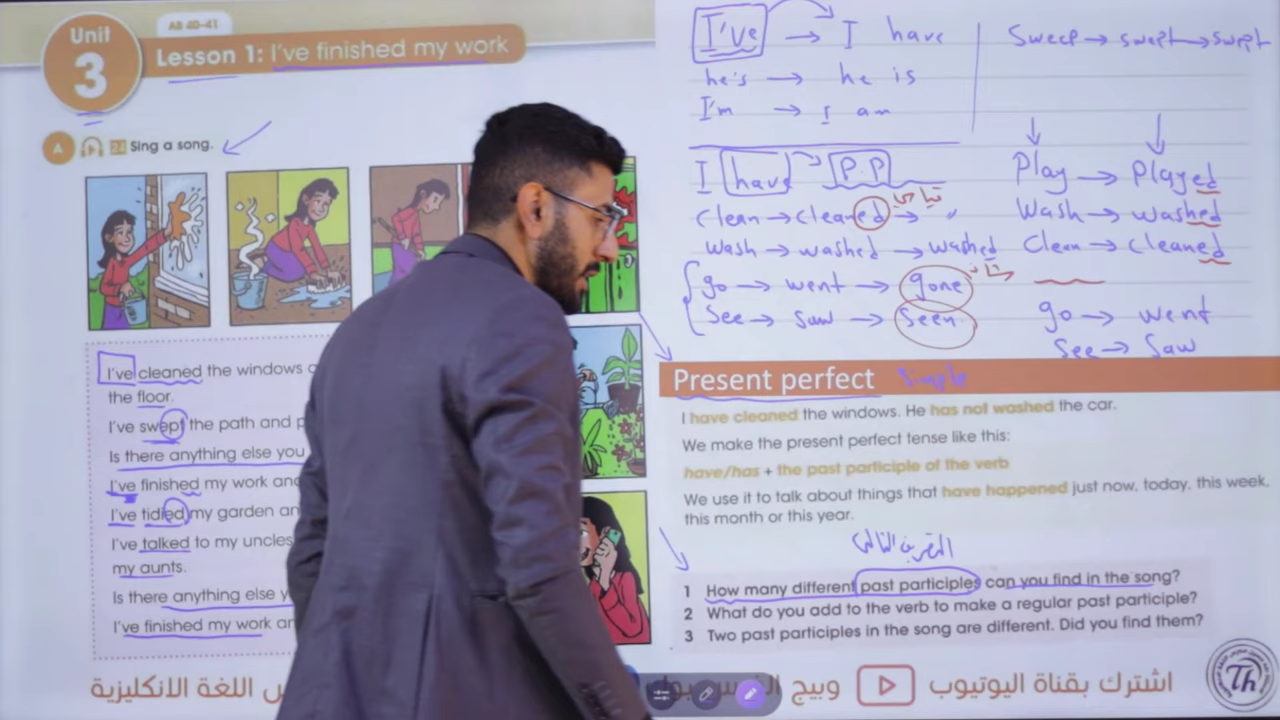 Unit
3
AB 40-41
Lesson 1: I've finished my work
A
Sing a song.
I've cleaned the windows
the floor.
I've swept the path and
Is there anything else you
I've finished my work and
I've tidied my garden
I've talked to my uncles
my aunts.
Is there anything else
I've finished my work
I've → I have
he's → he is
I'm → I am
Sweep → swept → swept
I have P.P
clean → cleaned → "
wash → washed → washed
go → went → gone
See → saw → Seen
Play → Played
Wash → washed
Clean → cleaned
go → went
See → Saw
Present perfect Simple
I have cleaned the windows. He has not washed the car.
We make the present perfect tense like this:
have/has + the past participle of the verb
We use it to talk about things that have happened just now, today, this week,
this month or this year.
1 How many different past participles can you find in the song?
2 What do you add to the verb to make a regular past participle?
3 Two past participles in the song are different. Did you find them?
اشترك بقناة اليوتيوب وبيج
اللغة الانكليزية
Th